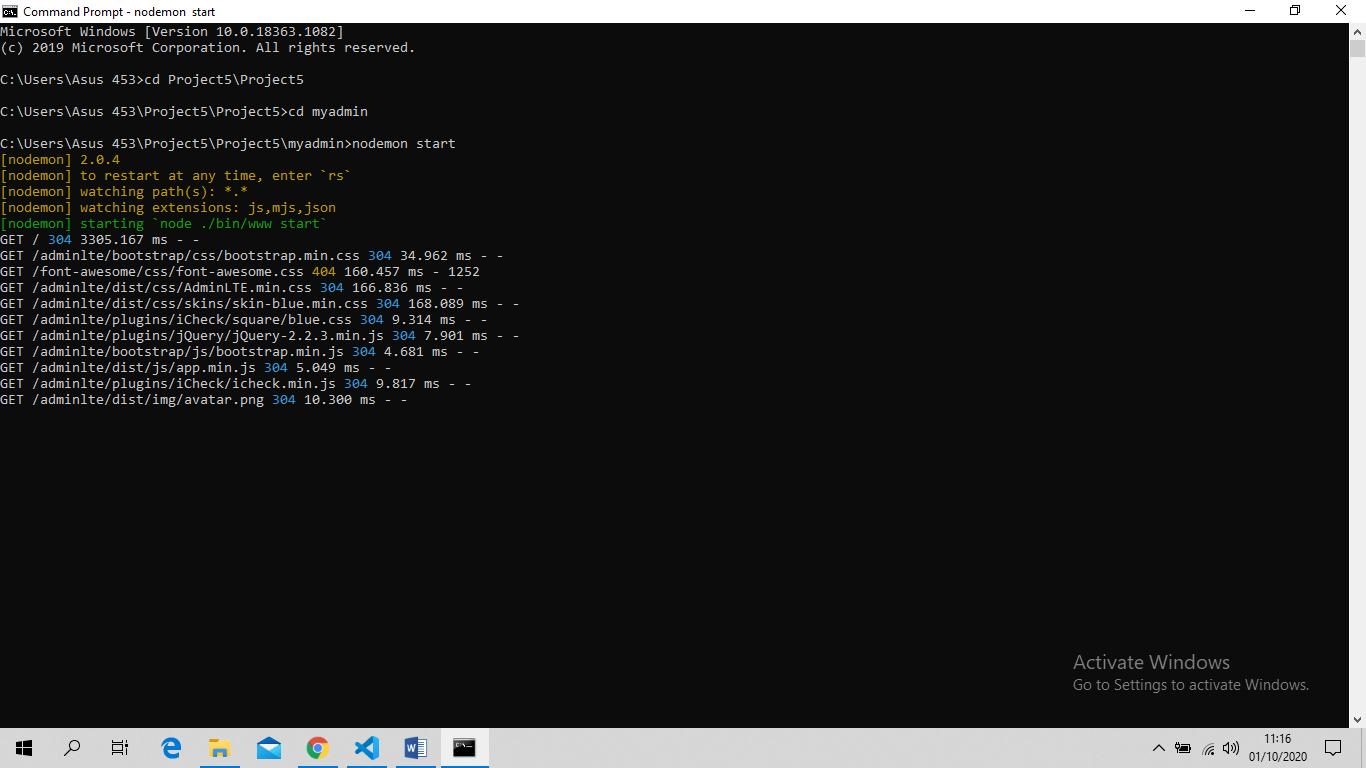 Command Prompt - nodemon  start
Microsoft Windows [Version 10.0.18363.1082]
(c) 2019 Microsoft Corporation. All rights reserved.
C:\Users\Asus 453>cd Project5\Project5
C:\Users\Asus 453\Project5\Project5>cd myadmin
C:\Users\Asus 453\Project5\Project5\myadmin>nodemon start
[nodemon] 2.0.4
[nodemon] to restart at any time, enter `rs`
[nodemon] watching path(s): *.*
[nodemon] watching extensions: js,mjs,json
[nodemon] starting `node ./bin/www start`
GET / 304 3305.167 ms - -
GET /adminlte/bootstrap/css/bootstrap.min.css 304 34.962 ms - -
GET /font-awesome/css/font-awesome.css 404 160.457 ms - 1252
GET /adminlte/dist/css/AdminLTE.min.css 304 166.836 ms - -
GET /adminlte/dist/css/skins/skin-blue.min.css 304 168.089 ms - -
GET /adminlte/plugins/iCheck/square/blue.css 304 9.314 ms - -
GET /adminlte/plugins/jQuery/jQuery-2.2.3.min.js 304 7.901 ms - -
GET /adminlte/bootstrap/js/bootstrap.min.js 304 4.681 ms - -
GET /adminlte/dist/js/app.min.js 304 5.049 ms - -
GET /adminlte/plugins/iCheck/icheck.min.js 304 9.817 ms - -
GET /adminlte/dist/img/avatar.png 304 10.300 ms - -
Activate Windows
Go to Settings to activate Windows.
11:16
01/10/2020